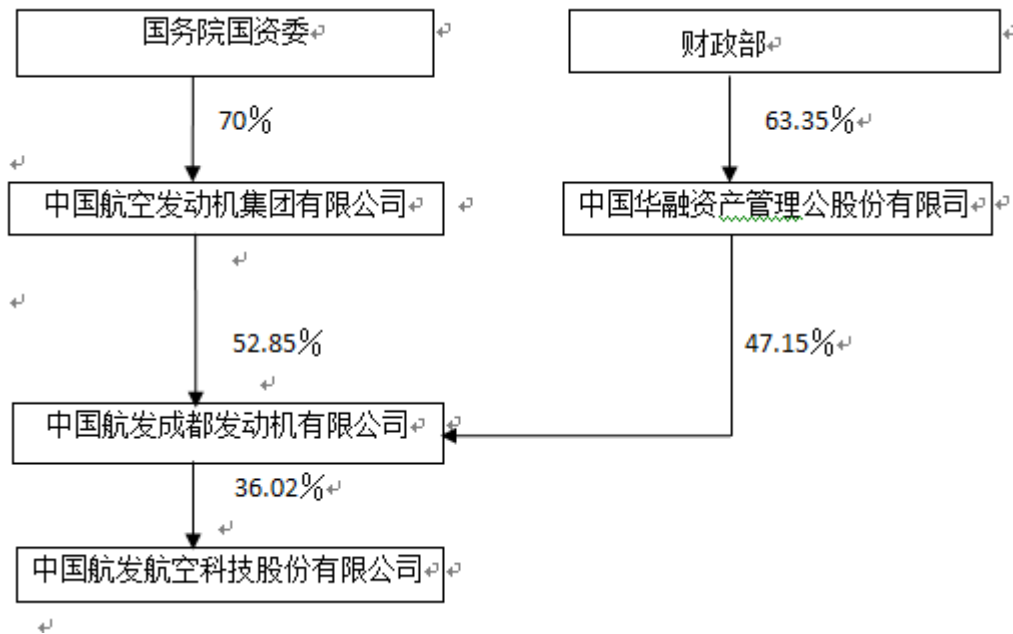 国务院国资委
财政部
70%
63.35%
中国航空发动机集团有限公司
中国华融资产管理公股份有限司
52.85%
47.15%
中国航发成都发动机有限公司
36.02%
中国航发航空科技股份有限公司